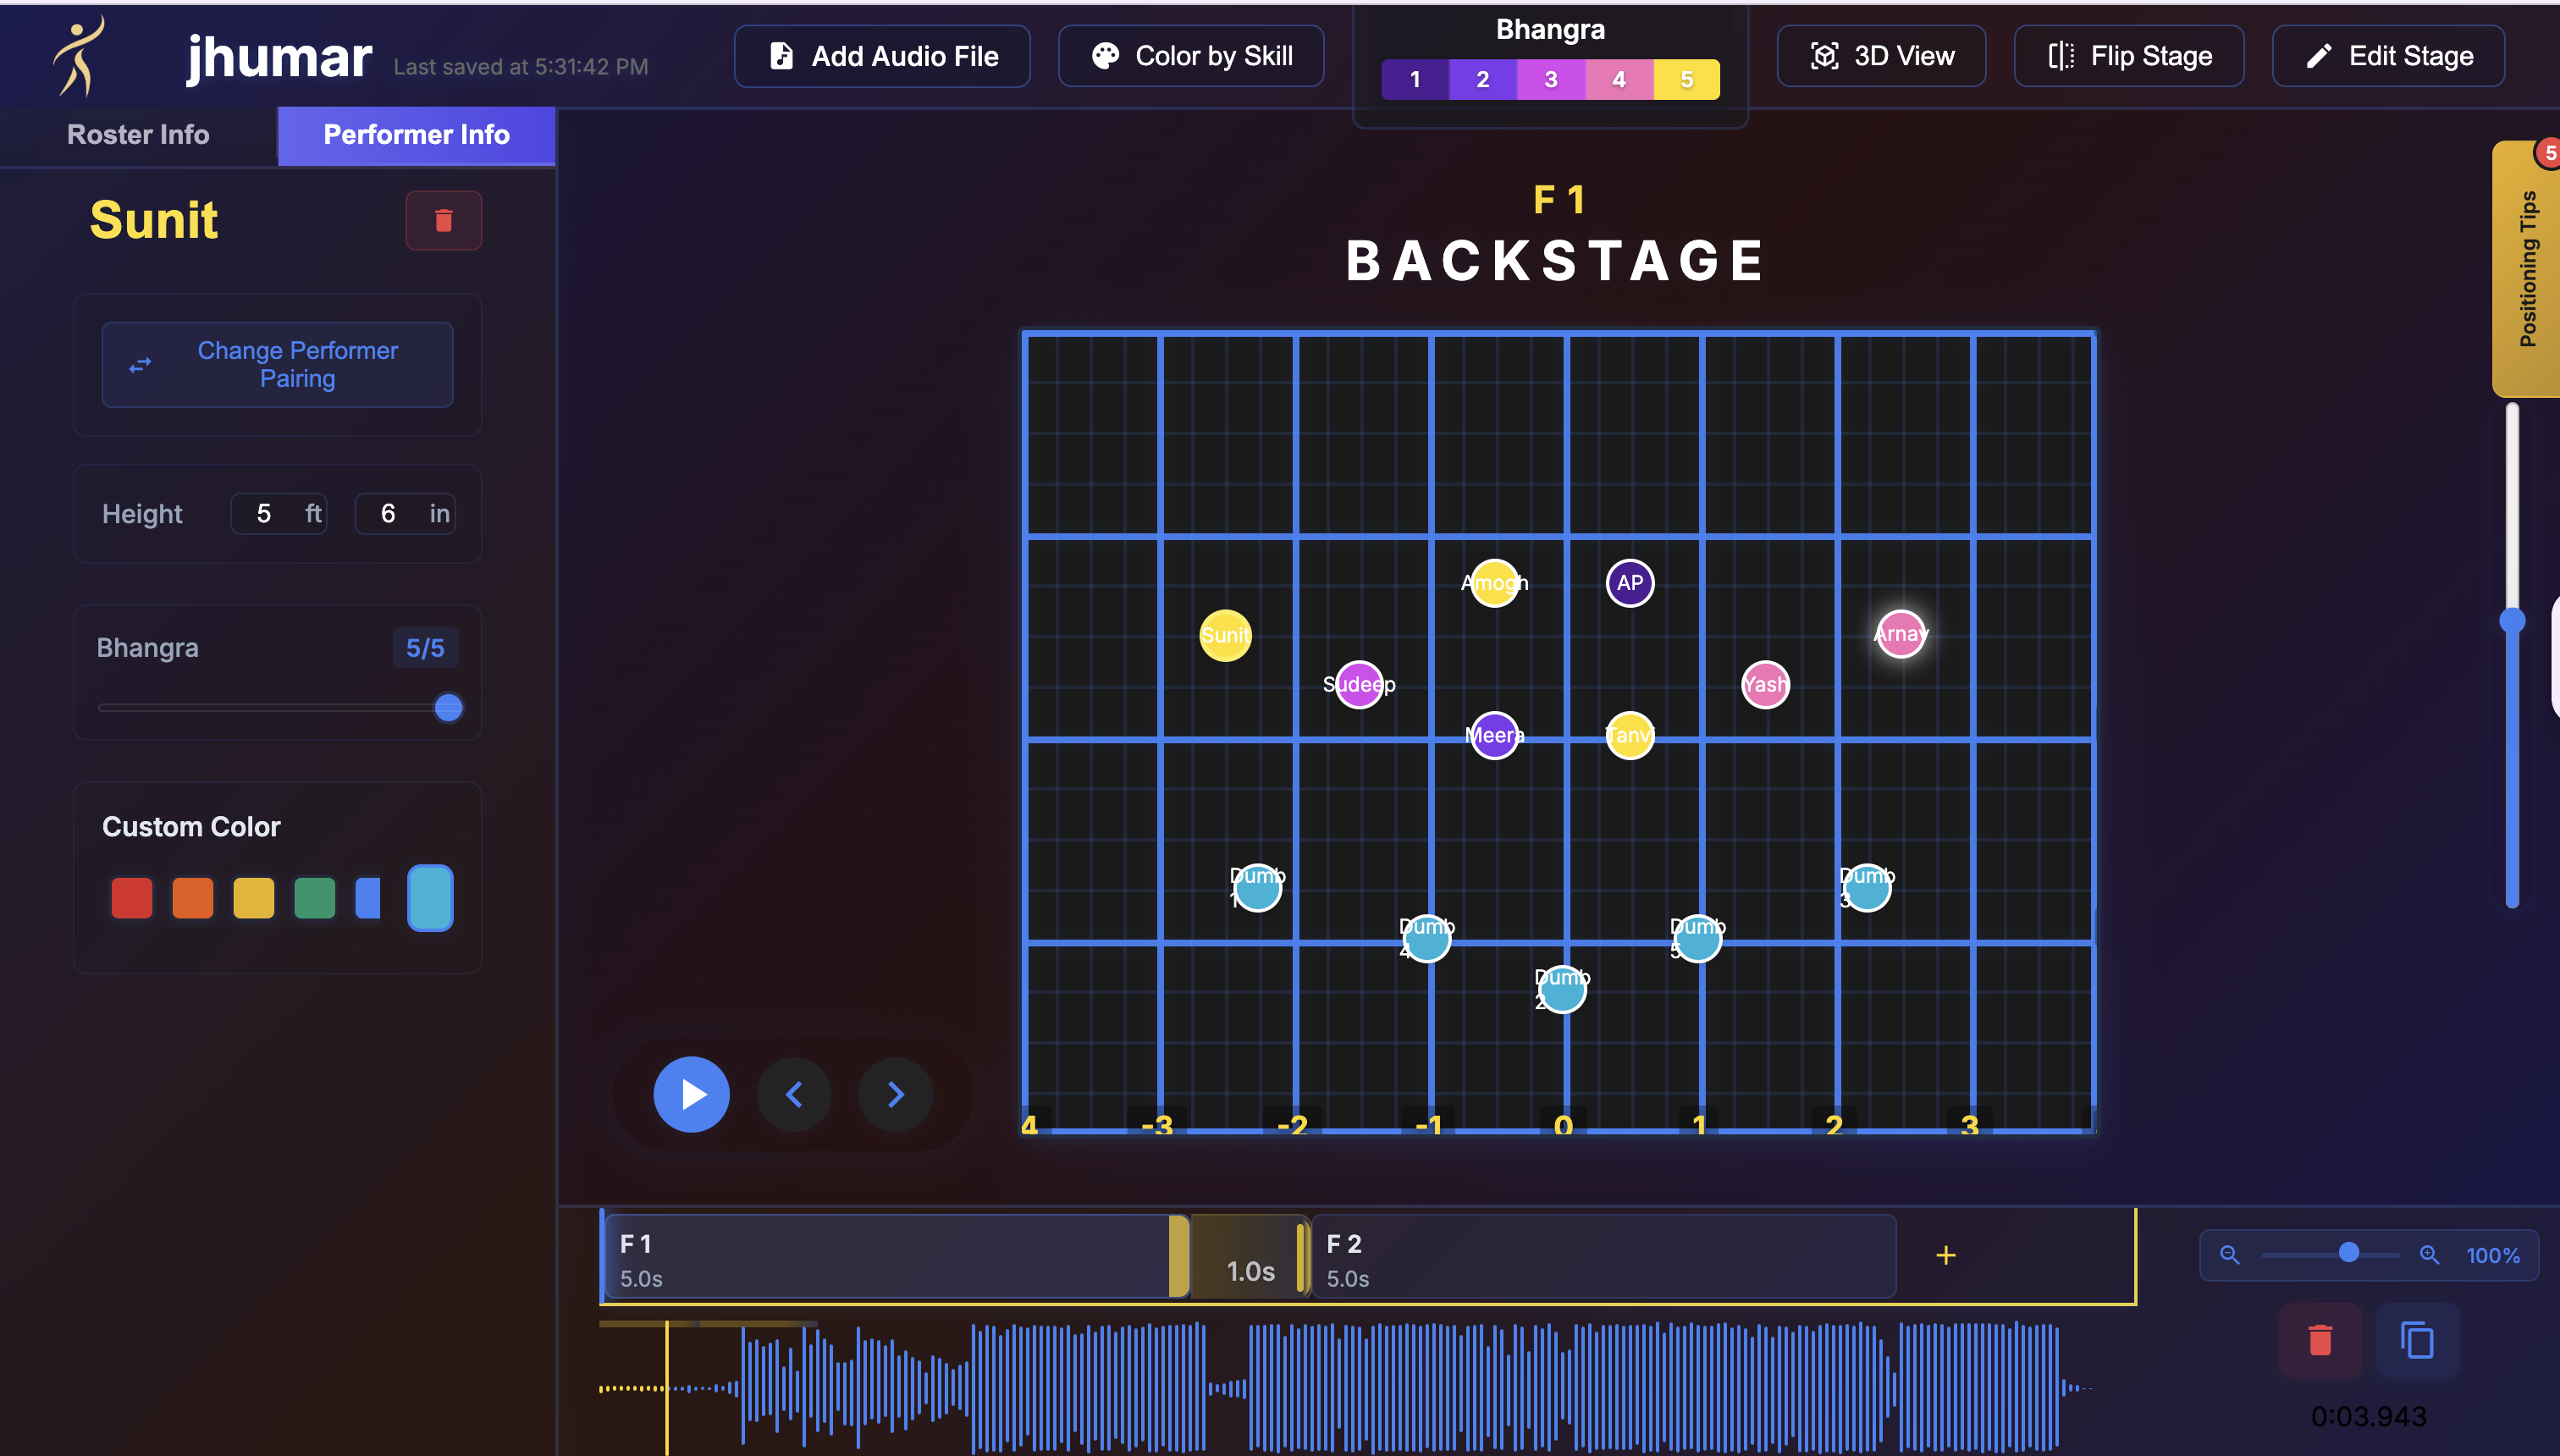 jhumar
Last saved at 5:31:42 PM
Add Audio File
Color by Skill
Bhangra
1 2 3 4 5
3D View
Flip Stage
Edit Stage
Roster Info
Performer Info
Sunit
Change Performer
Pairing
Height 5 ft 6 in
Bhangra 5/5
Custom Color
5
Positioning Tips
F 1
BACKSTAGE
Amogh
AP
Sunit
Arnav
Sudeep
Yash
Meera
Tanvi
Dumb
1
Dumb
3
Dumb
4
Dumb
5
Dumb
2
4 -3 -2 -1 0 1 2 3
F 1
5.0s
1.0s
F 2
5.0s
+
100%
0:03.943